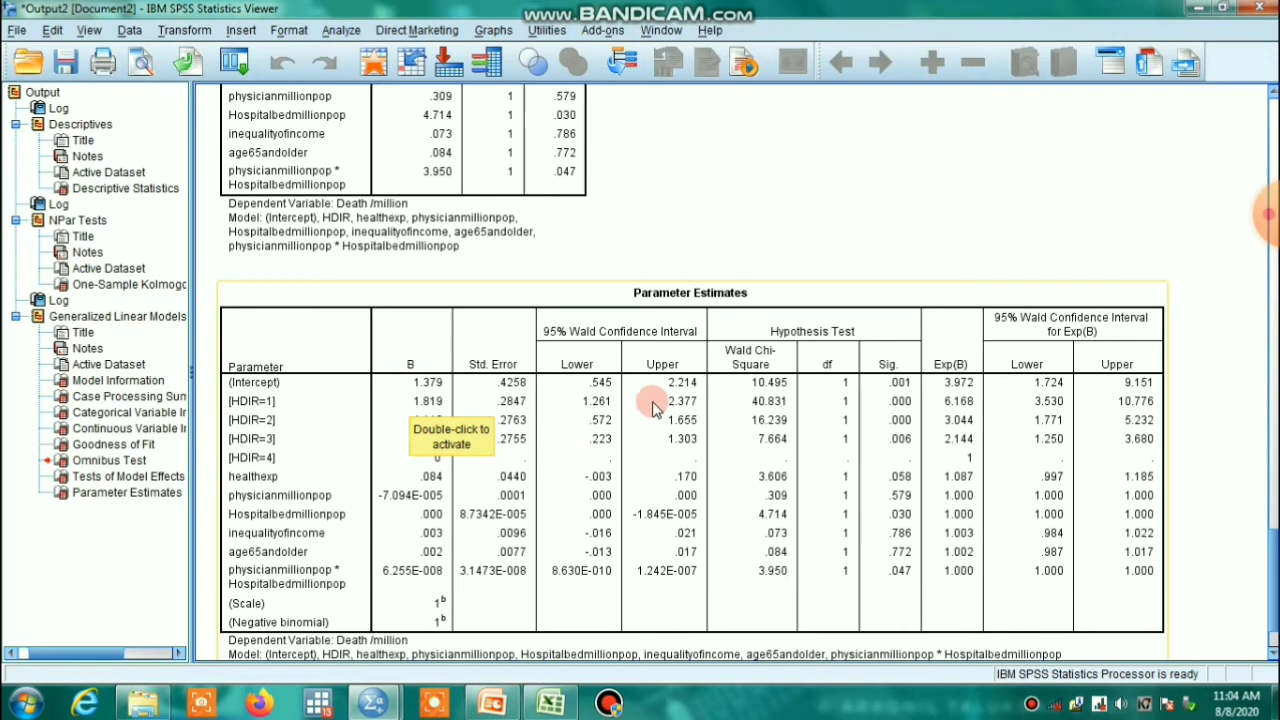 *Output2 [Document2] - IBM SPSS Statistics Viewer
www.BANDICAM.com
File Edit View Data Transform Insert Format Analyze Direct Marketing Graphs Utilities Add-ons Window Help
Output
Log
Descriptives
Title
Notes
Active Dataset
Descriptive Statistics
Log
NPar Tests
Title
Notes
Active Dataset
One-Sample Kolmogo
Log
Generalized Linear Models
Title
Notes
Active Dataset
Model Information
Case Processing Sum
Categorical Variable Ir
Continuous Variable Ir
Goodness of Fit
Omnibus Test
Tests of Model Effects
Parameter Estimates
physicianmillionpop .309 1 .579
Hospitalbedmillionpop 4.714 1 .030
inequalityofincome .073 1 .786
age65andolder .084 1 .772
physicianmillionpop * 3.950 1 .047
Hospitalbedmillionpop
Dependent Variable: Death /million
Model: (Intercept), HDIR, healthexp, physicianmillionpop,
Hospitalbedmillionpop, inequalityofincome, age65andolder,
physicianmillionpop * Hospitalbedmillionpop
Parameter Estimates
95% Wald Confidence Interval Hypothesis Test 95% Wald Confidence Interval for Exp(B)
Parameter B Std. Error Lower Upper Wald Chi-Square df Sig. Exp(B) Lower Upper
(Intercept) 1.379 .4258 .545 2.214 10.495 1 .001 3.972 1.724 9.151
[HDIR=1] 1.819 .2847 1.261 2.377 40.831 1 .000 6.168 3.530 10.776
[HDIR=2] .2763 .572 1.655 16.239 1 .000 3.044 1.771 5.232
[HDIR=3] .2755 .223 1.303 7.664 1 .006 2.144 1.250 3.680
[HDIR=4] 0 . . . . . . 1 . .
Double-click to
activate
healthexp .084 .0440 -.003 .170 3.606 1 .058 1.087 .997 1.185
physicianmillionpop -7.094E-005 .0001 .000 .000 .309 1 .579 1.000 1.000 1.000
Hospitalbedmillionpop .000 8.7342E-005 .000 -1.845E-005 4.714 1 .030 1.000 1.000 1.000
inequalityofincome .003 .0096 -.016 .021 .073 1 .786 1.003 .984 1.022
age65andolder .002 .0077 -.013 .017 .084 1 .772 1.002 .987 1.017
physicianmillionpop * 6.255E-008 3.1473E-008 8.630E-010 1.242E-007 3.950 1 .047 1.000 1.000 1.000
Hospitalbedmillionpop
(Scale) 1b
(Negative binomial) 1b
Dependent Variable: Death /million
Model: (Intercept), HDIR, healthexp, physicianmillionpop, Hospitalbedmillionpop, inequalityofincome, age65andolder, physicianmillionpop * Hospitalbedmillionpop
IBM SPSS Statistics Processor is ready
13
11:04 AM
8/8/2020